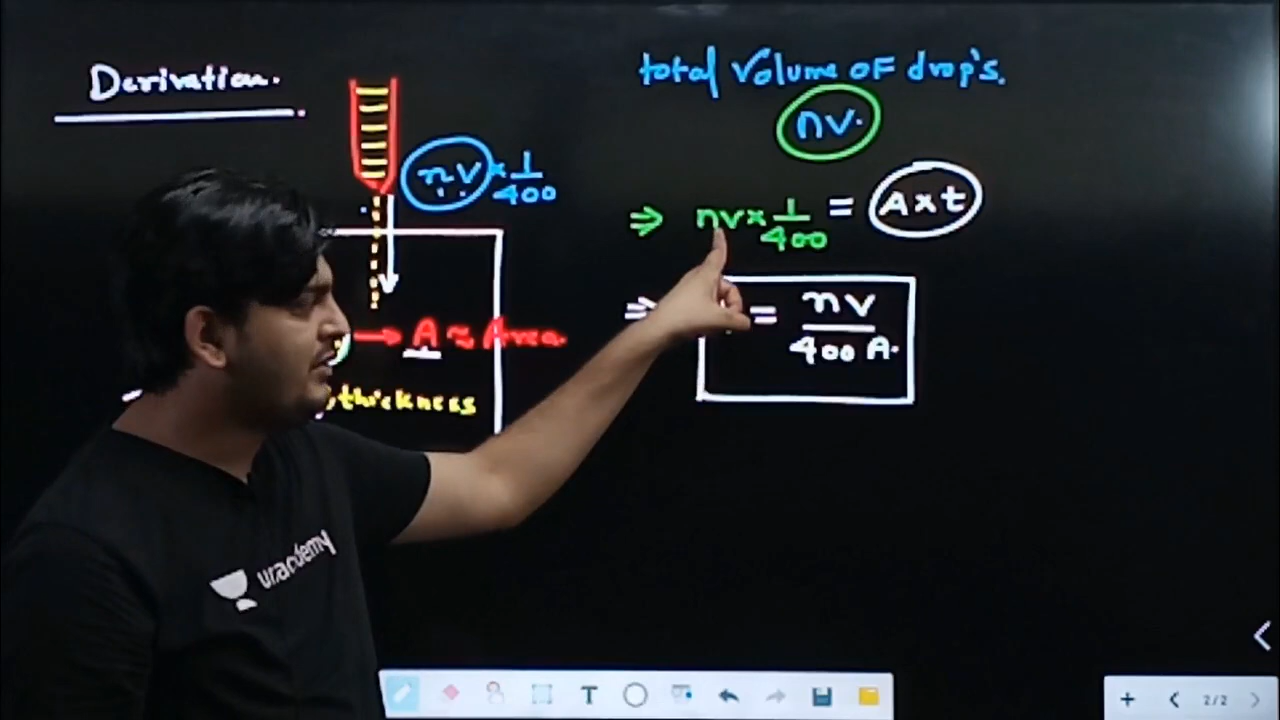 Derivation.
total volume of drop's.
nv.
nv × 1/400
⇒ nv × 1/400 = A × t
⇒ = nv/400 A.
→ A ≈ Area
thickness
unacademy
T
2/2